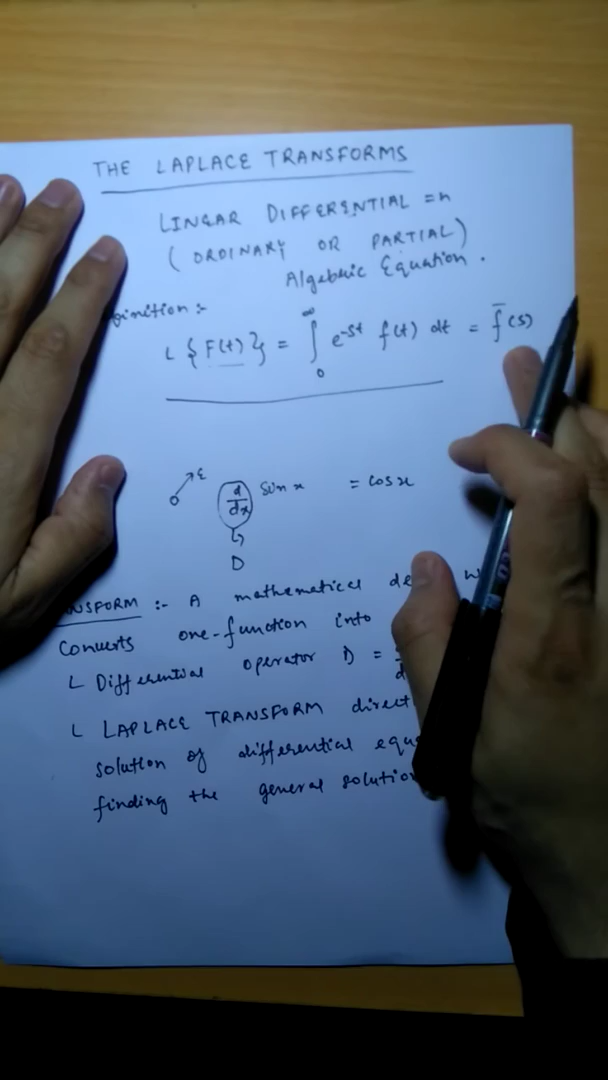 THE LAPLACE TRANSFORMS
LINEAR DIFFERENTIAL =n
(ORDINARY OR PARTIAL)
Algebraic Equation.
finition :-
L { F(t) } = ∫₀^∞ e^-st f(t) dt = f̄(s)
d/dx sin x = cos x
D
NSFORM :- A mathematical de
Converts one-function into
L Differential operator D =
L LAPLACE TRANSFORM direct
solution of differential equ
finding the general solution